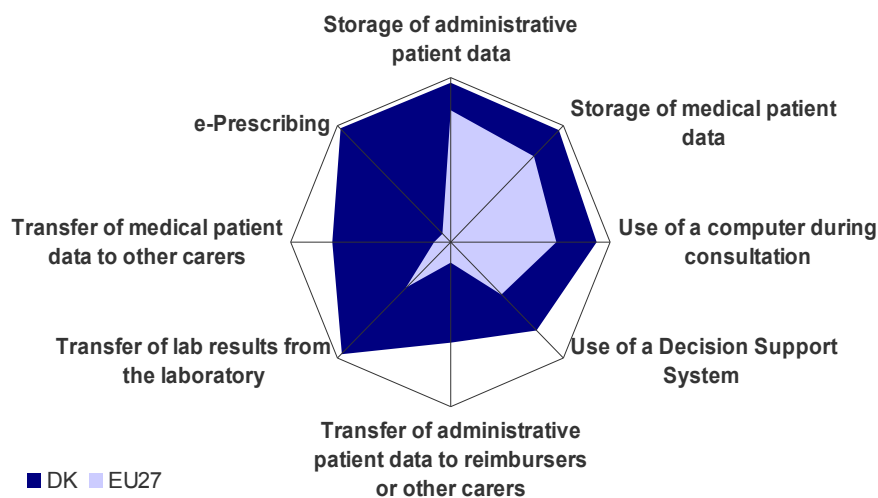 Storage of administrative
patient data
Storage of medical patient
data
Use of a computer during
consultation
Use of a Decision Support
System
Transfer of administrative
patient data to reimbursers
or other carers
Transfer of lab results from
the laboratory
Transfer of medical patient
data to other carers
e-Prescribing
DK EU27